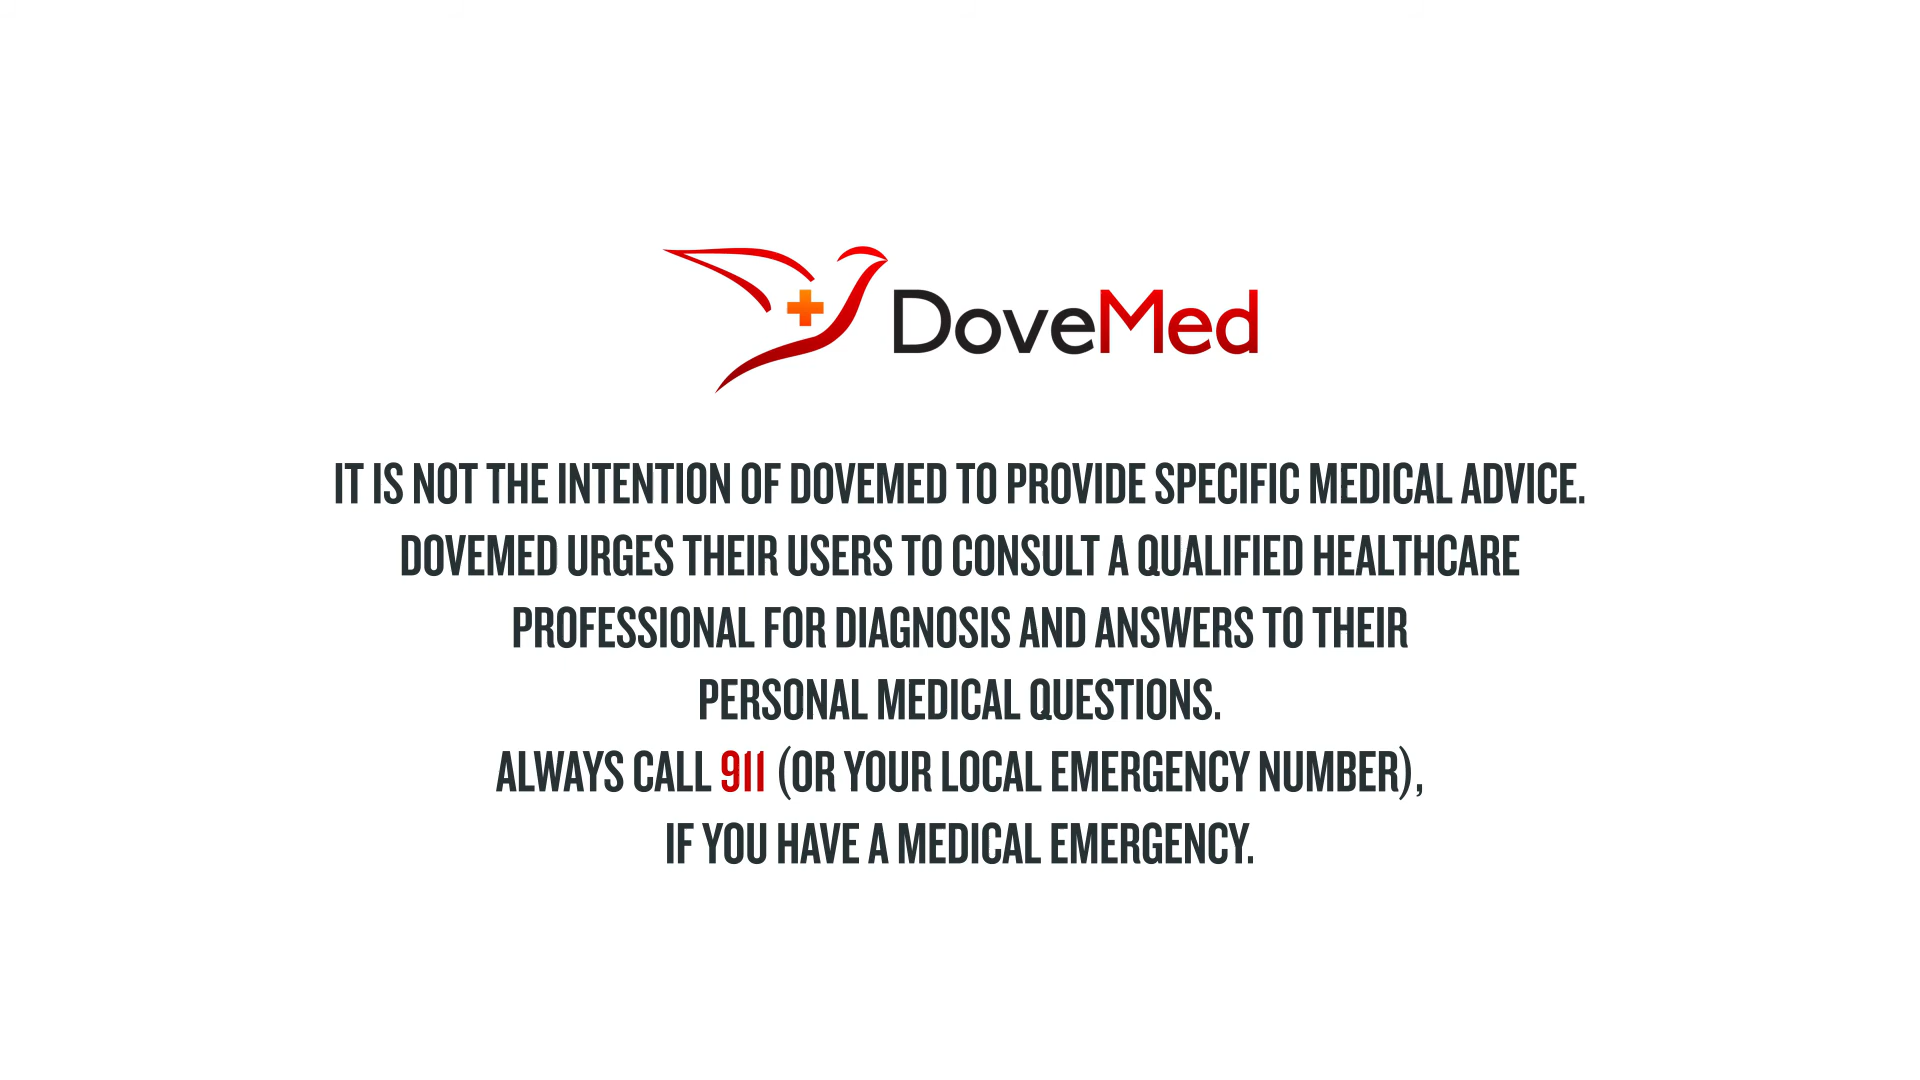 DoveMed
IT IS NOT THE INTENTION OF DOVEMED TO PROVIDE SPECIFIC MEDICAL ADVICE.
DOVEMED URGES THEIR USERS TO CONSULT A QUALIFIED HEALTHCARE
PROFESSIONAL FOR DIAGNOSIS AND ANSWERS TO THEIR
PERSONAL MEDICAL QUESTIONS.
ALWAYS CALL 911 (OR YOUR LOCAL EMERGENCY NUMBER),
IF YOU HAVE A MEDICAL EMERGENCY.